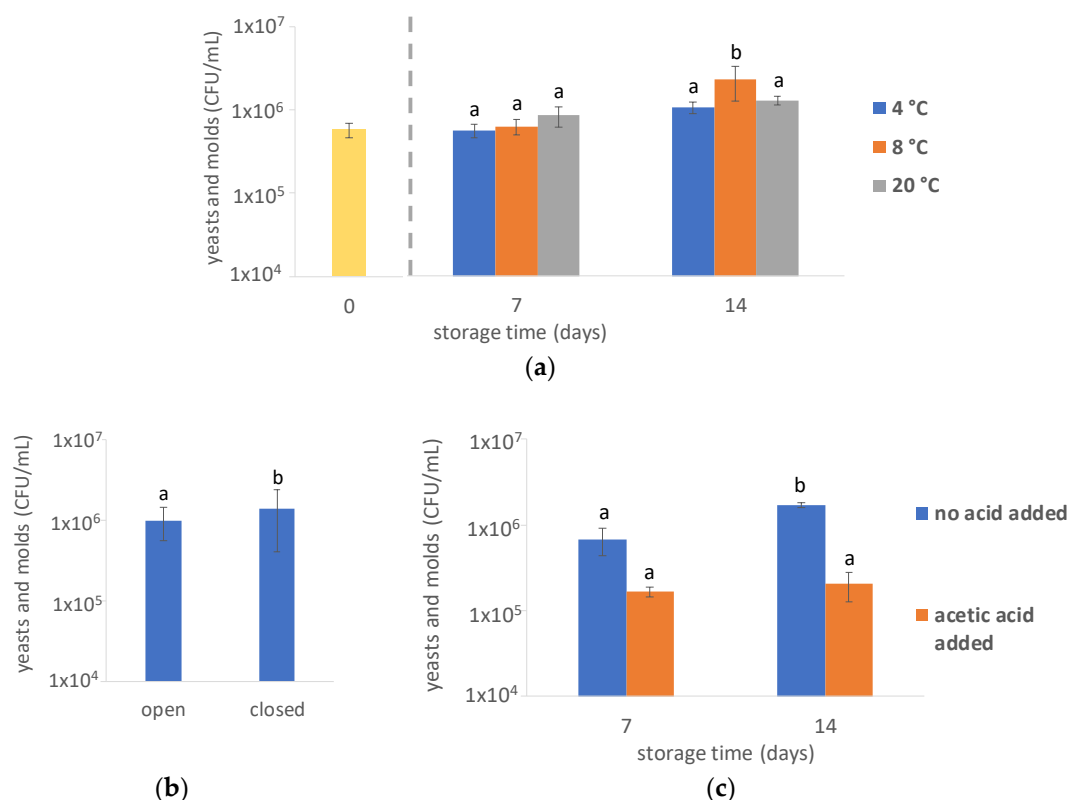 yeasts and molds (CFU/mL)
1x10⁷
1x10⁶
1x10⁵
1x10⁴
a a a a b a
0 7 14
storage time (days)
4 °C
8 °C
20 °C
(a)
yeasts and molds (CFU/mL)
1x10⁷
1x10⁶
1x10⁵
1x10⁴
a b
open closed
(b)
yeasts and molds (CFU/mL)
1x10⁷
1x10⁶
1x10⁵
1x10⁴
a a b a
7 14
storage time (days)
no acid added
acetic acid
added
(c)